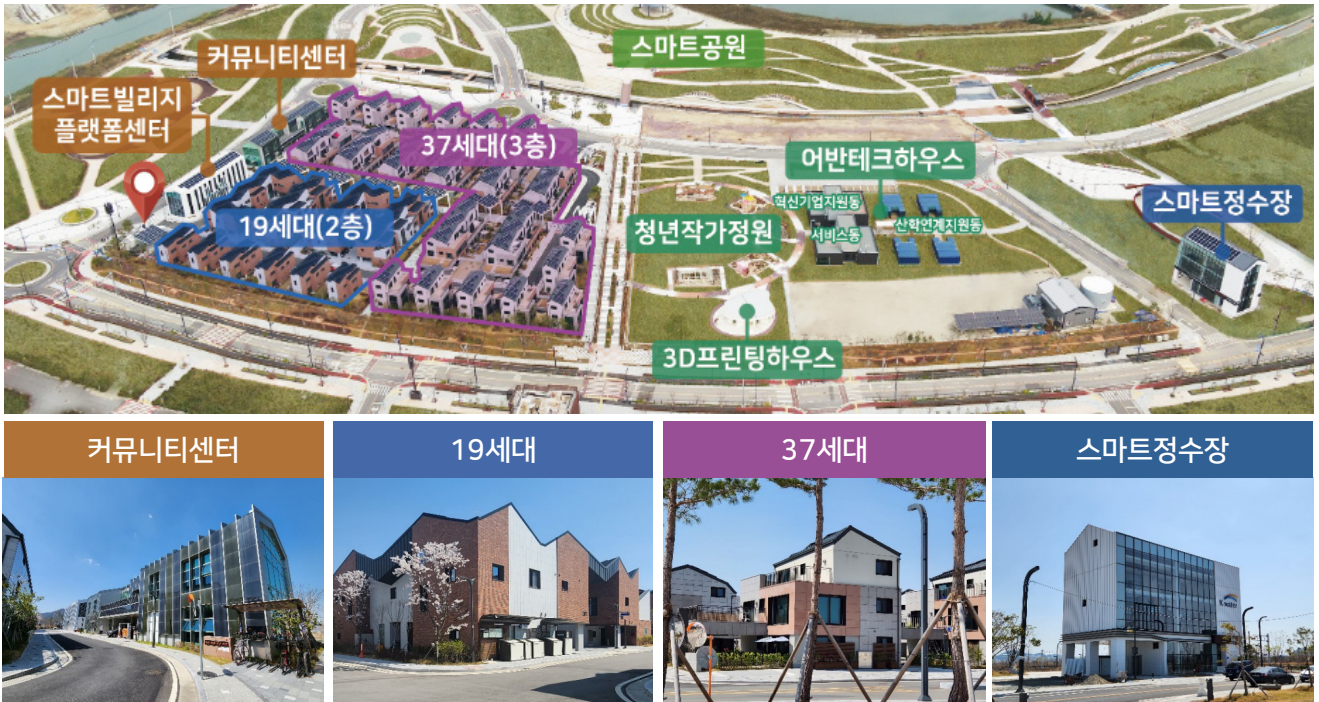 스마트공원
커뮤니티센터
스마트빌리지
플랫폼센터
37세대(3층)
어반테크하우스
혁신기업지원동
스마트정수장
19세대(2층)
청년작가정원
서비스동
산학연계지원동
3D프린팅하우스
커뮤니티센터
19세대
37세대
스마트정수장
K water